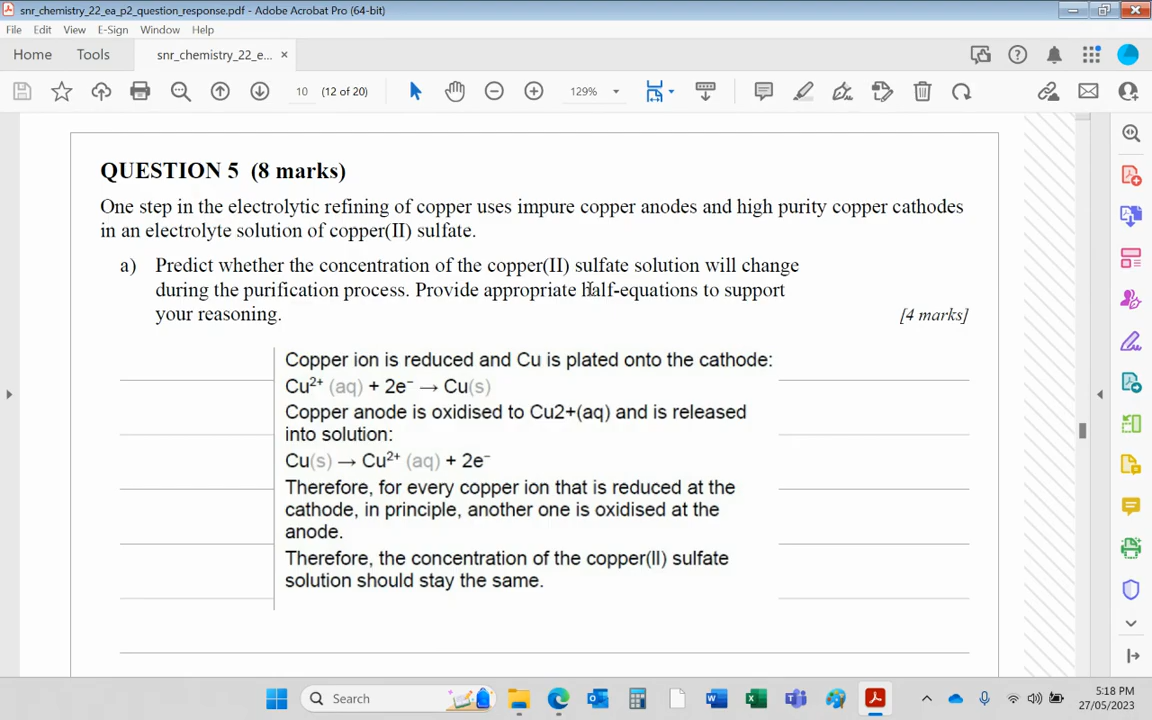 snr_chemistry_22_ea_p2_question_response.pdf - Adobe Acrobat Pro (64-bit)
File Edit View E-Sign Window Help
Home Tools snr_chemistry_22_e... ×
10 (12 of 20) 129%
QUESTION 5 (8 marks)
One step in the electrolytic refining of copper uses impure copper anodes and high purity copper cathodes
in an electrolyte solution of copper(II) sulfate.
a) Predict whether the concentration of the copper(II) sulfate solution will change
during the purification process. Provide appropriate half-equations to support
your reasoning. [4 marks]
Copper ion is reduced and Cu is plated onto the cathode:
Cu²⁺ (aq) + 2e⁻ → Cu(s)
Copper anode is oxidised to Cu2+(aq) and is released
into solution:
Cu(s) → Cu²⁺ (aq) + 2e⁻
Therefore, for every copper ion that is reduced at the
cathode, in principle, another one is oxidised at the
anode.
Therefore, the concentration of the copper(II) sulfate
solution should stay the same.
Search
5:18 PM
27/05/2023